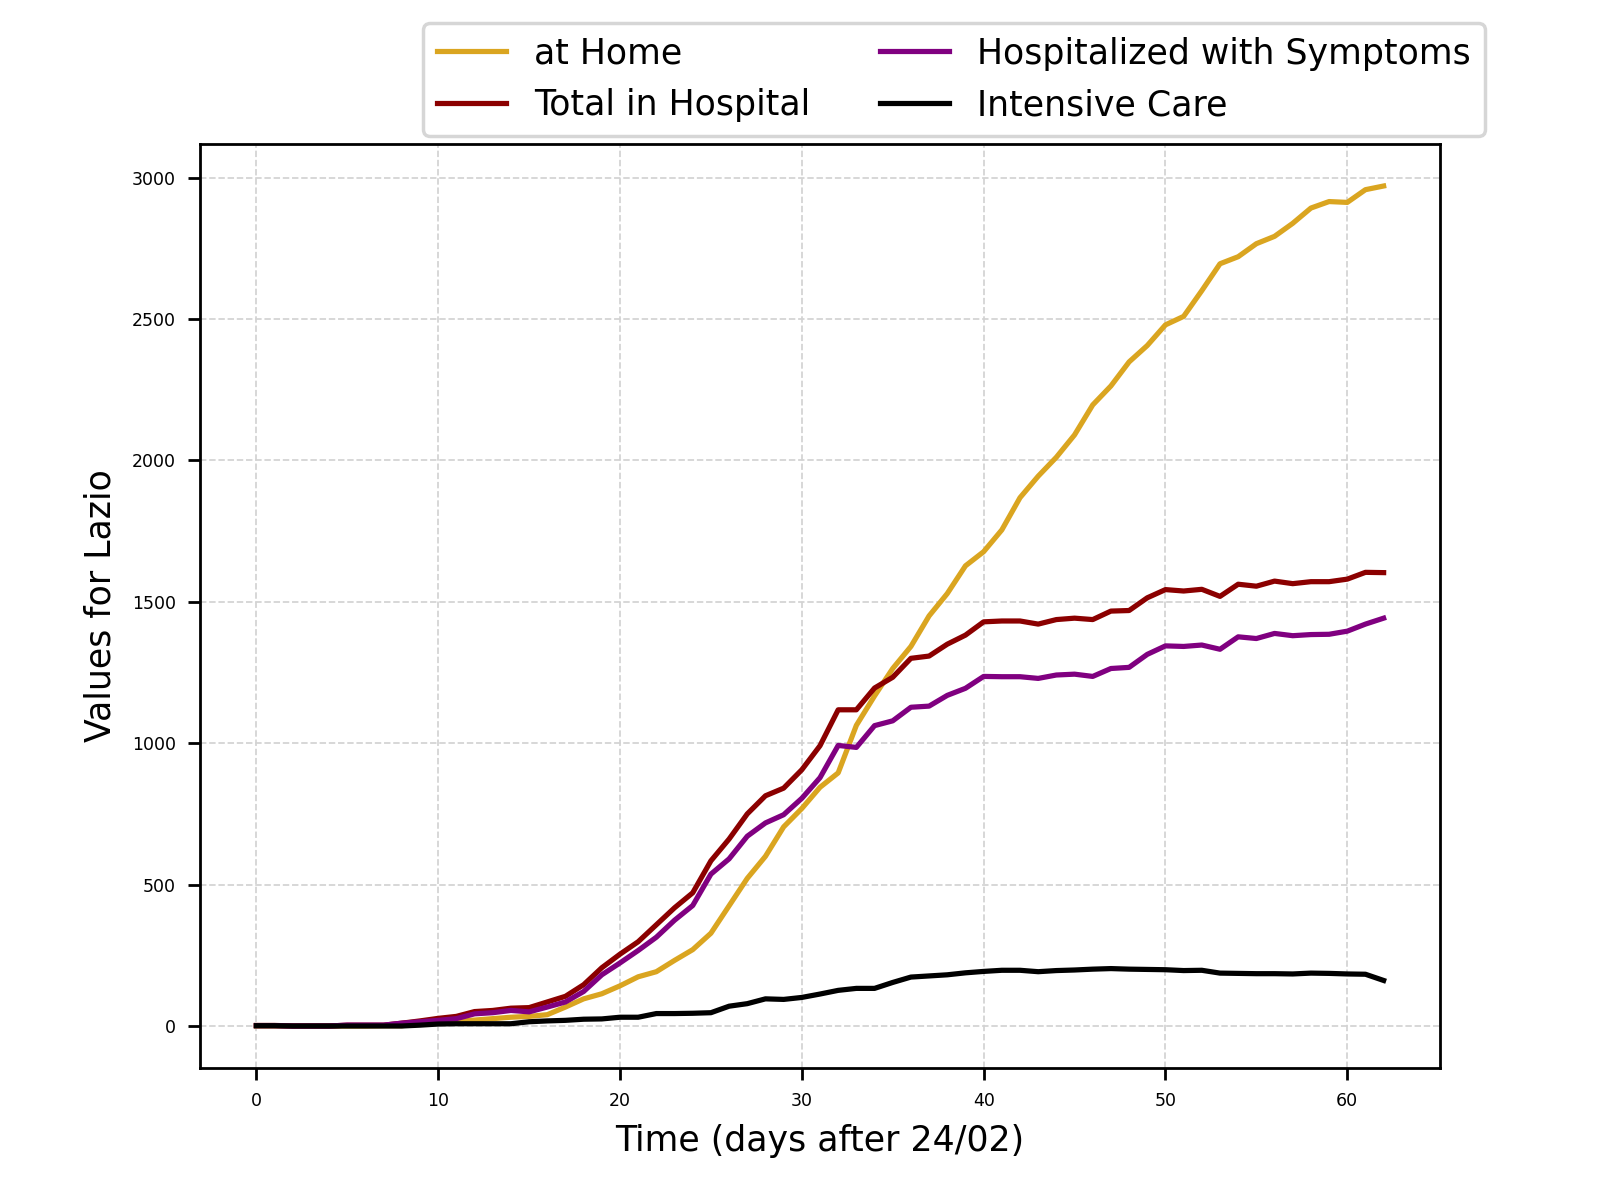 at Home
Total in Hospital
Hospitalized with Symptoms
Intensive Care
3000
2500
2000
1500
1000
500
0
Values for Lazio
0 10 20 30 40 50 60
Time (days after 24/02)